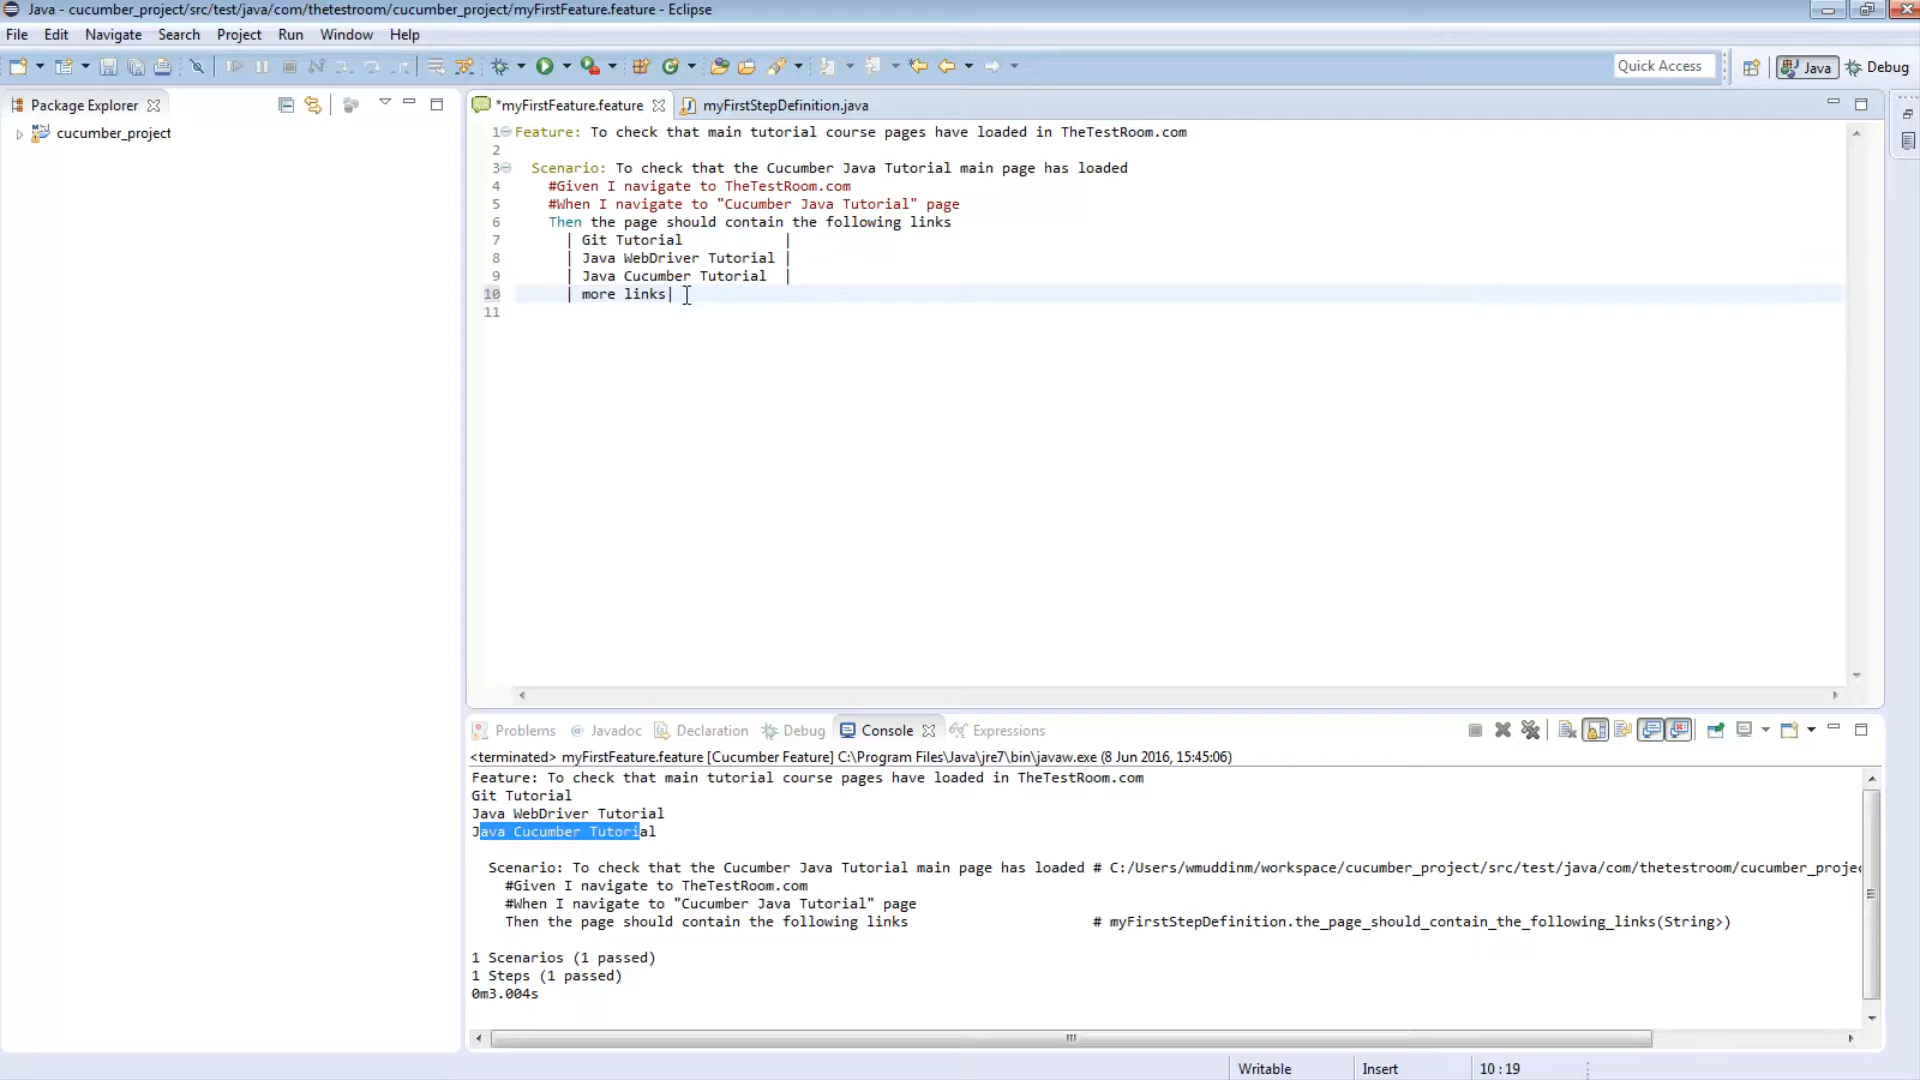 Java - cucumber_project/src/test/java/com/thetestroom/cucumber_project/myFirstFeature.feature - Eclipse
File Edit Navigate Search Project Run Window Help
Quick Access Java Debug
Package Explorer
cucumber_project
*myFirstFeature.feature myFirstStepDefinition.java
1 Feature: To check that main tutorial course pages have loaded in TheTestRoom.com
2
3 Scenario: To check that the Cucumber Java Tutorial main page has loaded
4 #Given I navigate to TheTestRoom.com
5 #When I navigate to "Cucumber Java Tutorial" page
6 Then the page should contain the following links
7 | Git Tutorial |
8 | Java WebDriver Tutorial |
9 | Java Cucumber Tutorial |
10 | more links|
11
Problems Javadoc Declaration Debug Console Expressions
<terminated> myFirstFeature.feature [Cucumber Feature] C:\Program Files\Java\jre7\bin\javaw.exe (8 Jun 2016, 15:45:06)
Feature: To check that main tutorial course pages have loaded in TheTestRoom.com
Git Tutorial
Java WebDriver Tutorial
Java Cucumber Tutorial
Scenario: To check that the Cucumber Java Tutorial main page has loaded # C:/Users/wmuddinm/workspace/cucumber_project/src/test/java/com/thetestroom/cucumber_projec
#Given I navigate to TheTestRoom.com
#When I navigate to "Cucumber Java Tutorial" page
Then the page should contain the following links # myFirstStepDefinition.the_page_should_contain_the_following_links(String>)
1 Scenarios (1 passed)
1 Steps (1 passed)
0m3.004s
Writable Insert 10 : 19